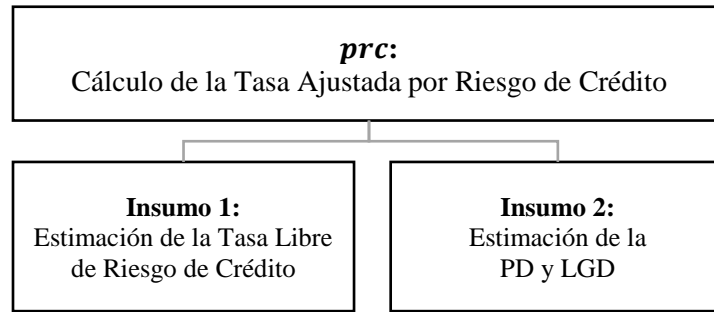 prc:
Cálculo de la Tasa Ajustada por Riesgo de Crédito
Insumo 1:
Estimación de la Tasa Libre
de Riesgo de Crédito
Insumo 2:
Estimación de la
PD y LGD